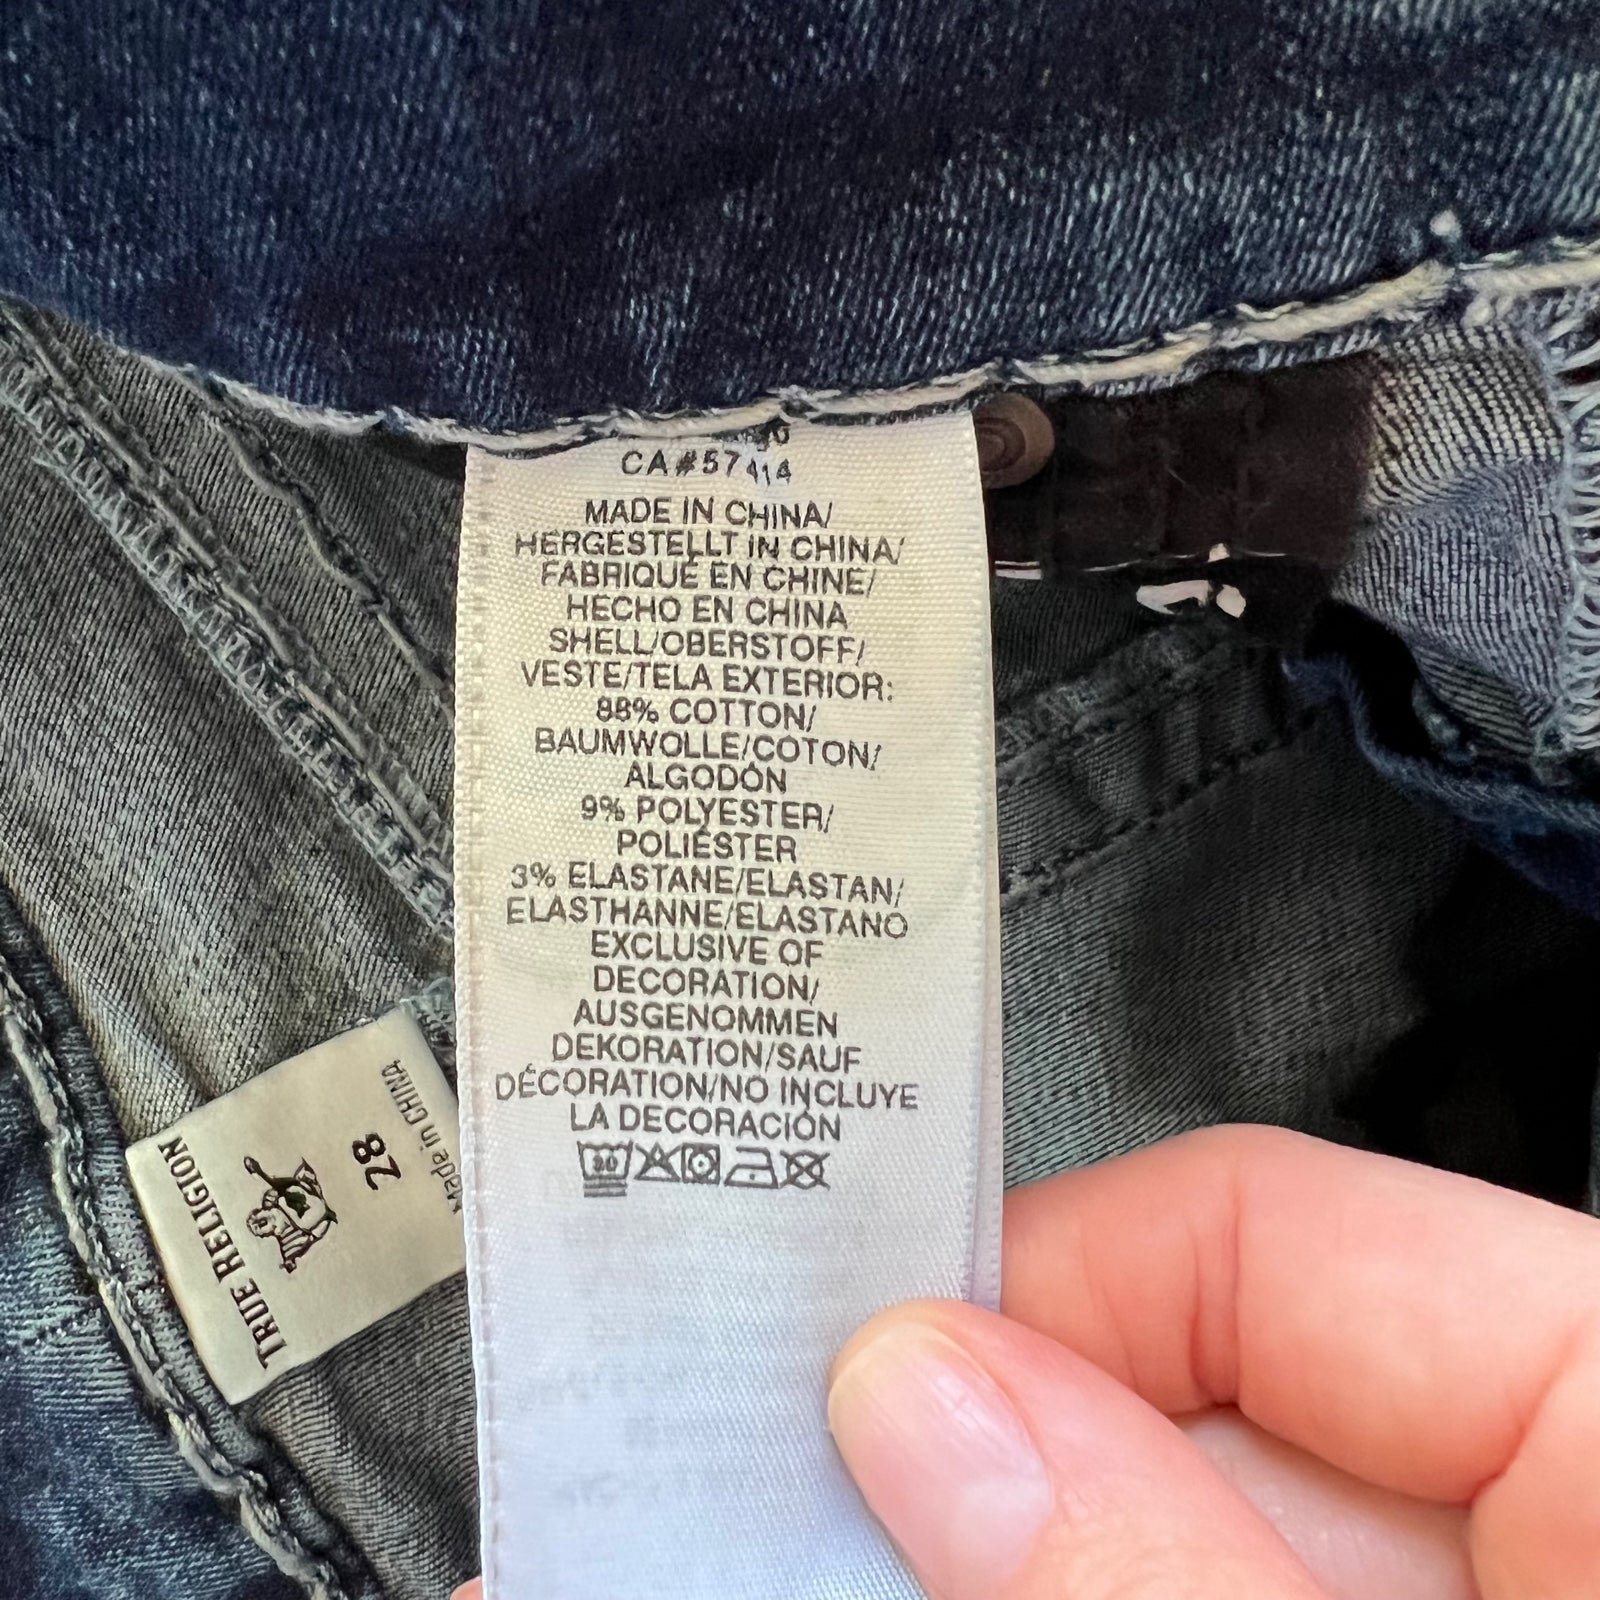 CA#57414
MADE IN CHINA/
HERGESTELLT IN CHINA/
FABRIQUÉ EN CHINE/
HECHO EN CHINA
SHELL/OBERSTOFF/
VESTE/TELA EXTERIOR:
88% COTTON/
BAUMWOLLE/COTON/
ALGODÓN
9% POLYESTER/
POLIÉSTER
3% ELASTANE/ELASTAN/
ELASTHANNE/ELASTANO
EXCLUSIVE OF
DECORATION/
AUSGENOMMEN
DEKORATION/SAUF
DÉCORATION/NO INCLUYE
LA DECORACIÓN
30
TRUE RELIGION
28
Made in CHINA